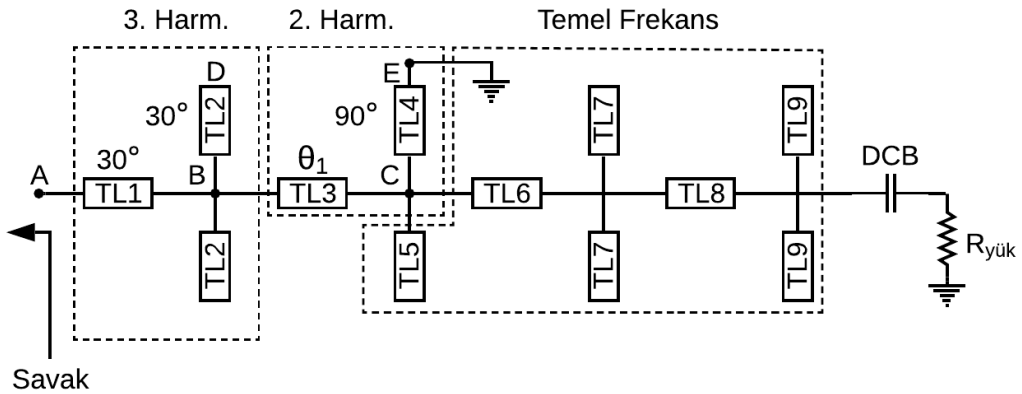 3. Harm.
2. Harm.
Temel Frekans
D
E
30°
TL2
90°
TL4
TL7
TL9
A
30°
TL1
B
θ1
TL3
C
TL6
TL8
DCB
TL2
TL5
TL7
TL9
Ryük
Savak